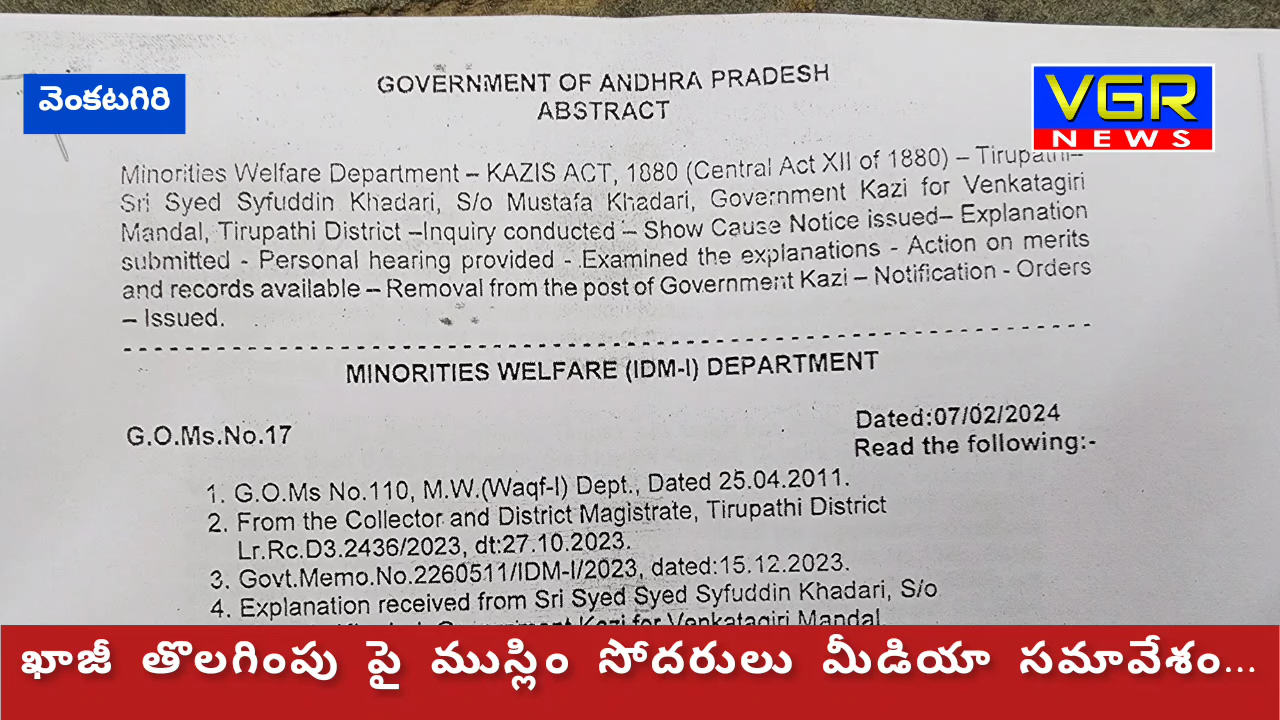 GOVERNMENT OF ANDHRA PRADESH
ABSTRACT
వెంకటగిరి
VGR
NEWS
Minorities Welfare Department – KAZIS ACT, 1880 (Central Act XII of 1880) – Tirupathi–
Sri Syed Syfuddin Khadari, S/o Mustafa Khadari, Government Kazi for Venkatagiri
Mandal, Tirupathi District –Inquiry conducted – Show Cause Notice issued– Explanation
submitted - Personal hearing provided - Examined the explanations - Action on merits
and records available – Removal from the post of Government Kazi – Notification - Orders
– Issued.
MINORITIES WELFARE (IDM-I) DEPARTMENT
G.O.Ms.No.17
Dated:07/02/2024
Read the following:-
1. G.O.Ms No.110, M.W.(Waqf-I) Dept., Dated 25.04.2011.
2. From the Collector and District Magistrate, Tirupathi District
Lr.Rc.D3.2436/2023, dt:27.10.2023.
3. Govt.Memo.No.2260511/IDM-I/2023, dated:15.12.2023.
4. Explanation received from Sri Syed Syed Syfuddin Khadari, S/o
Government Kazi for Venkatagiri Mandal,
ఖాజీ తొలగింపు పై ముస్లిం సోదరులు మీడియా సమావేశం...